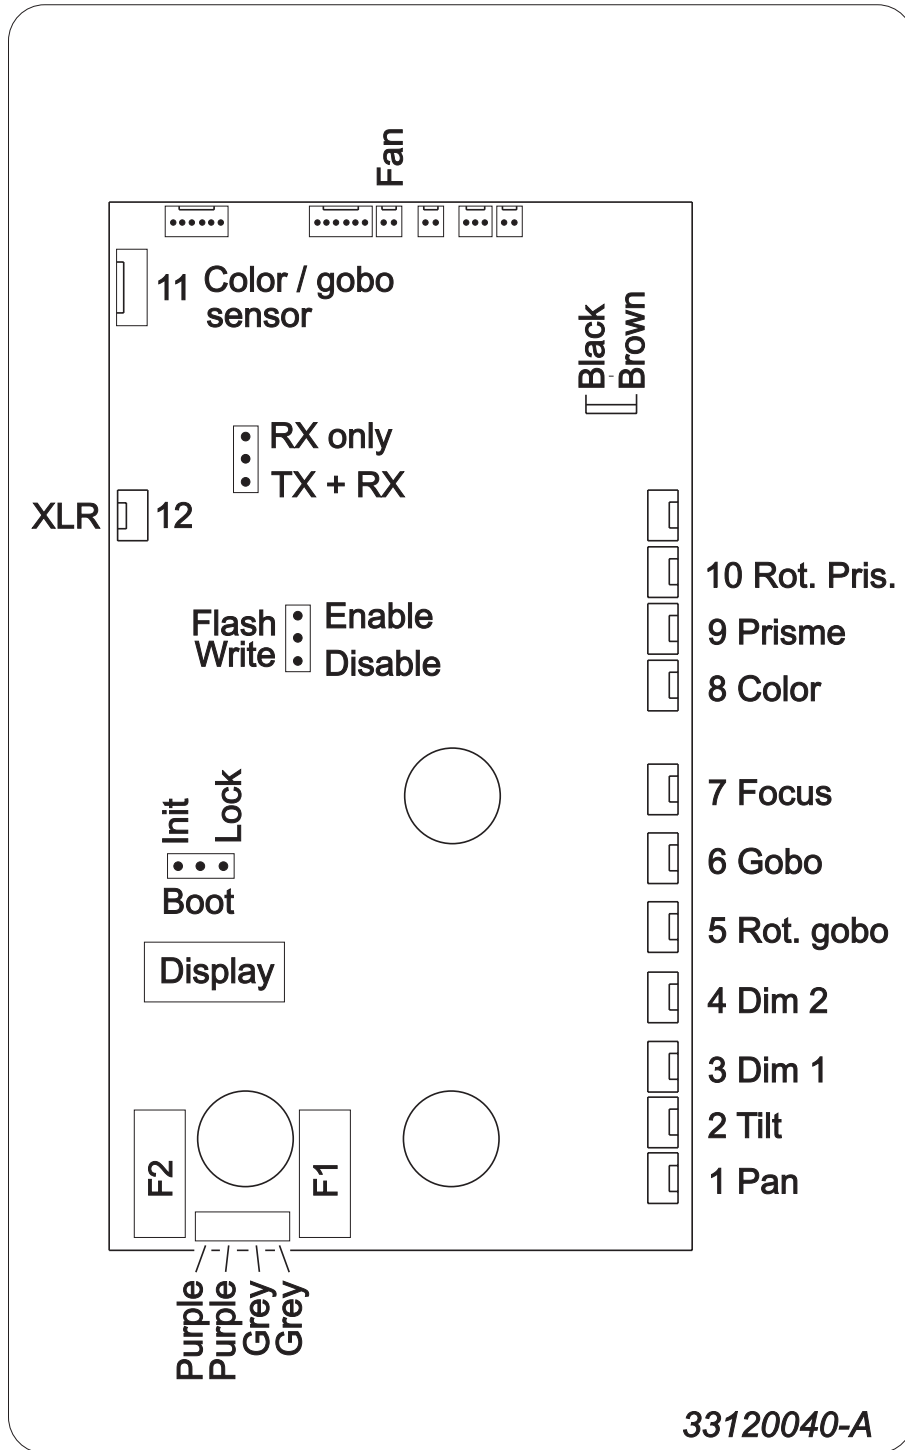 Fan
11 Color / gobo
sensor
Black
Brown
RX only
TX + RX
XLR 12
10 Rot. Pris.
9 Prisme
8 Color
Flash
Write
Enable
Disable
7 Focus
6 Gobo
5 Rot. gobo
4 Dim 2
3 Dim 1
2 Tilt
1 Pan
Init
Lock
Boot
Display
F2
F1
Purple
Purple
Grey
Grey
33120040-A